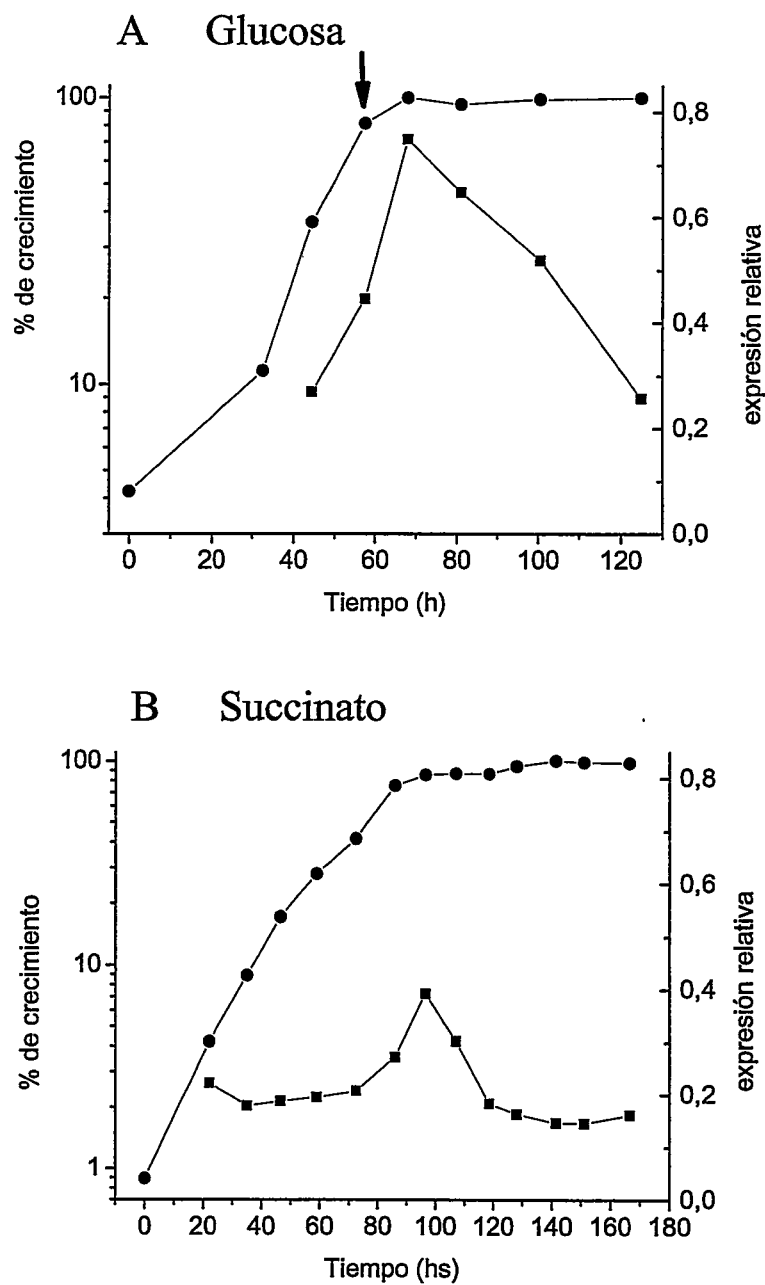 A Glucosa
100
10
% de crecimiento
0,8
0,6
0,4
0,2
0,0
expresión relativa
0 20 40 60 80 100 120
Tiempo (h)
B Succinato
100
10
1
% de crecimiento
0,8
0,6
0,4
0,2
0,0
expresión relativa
0 20 40 60 80 100 120 140 160 180
Tiempo (hs)